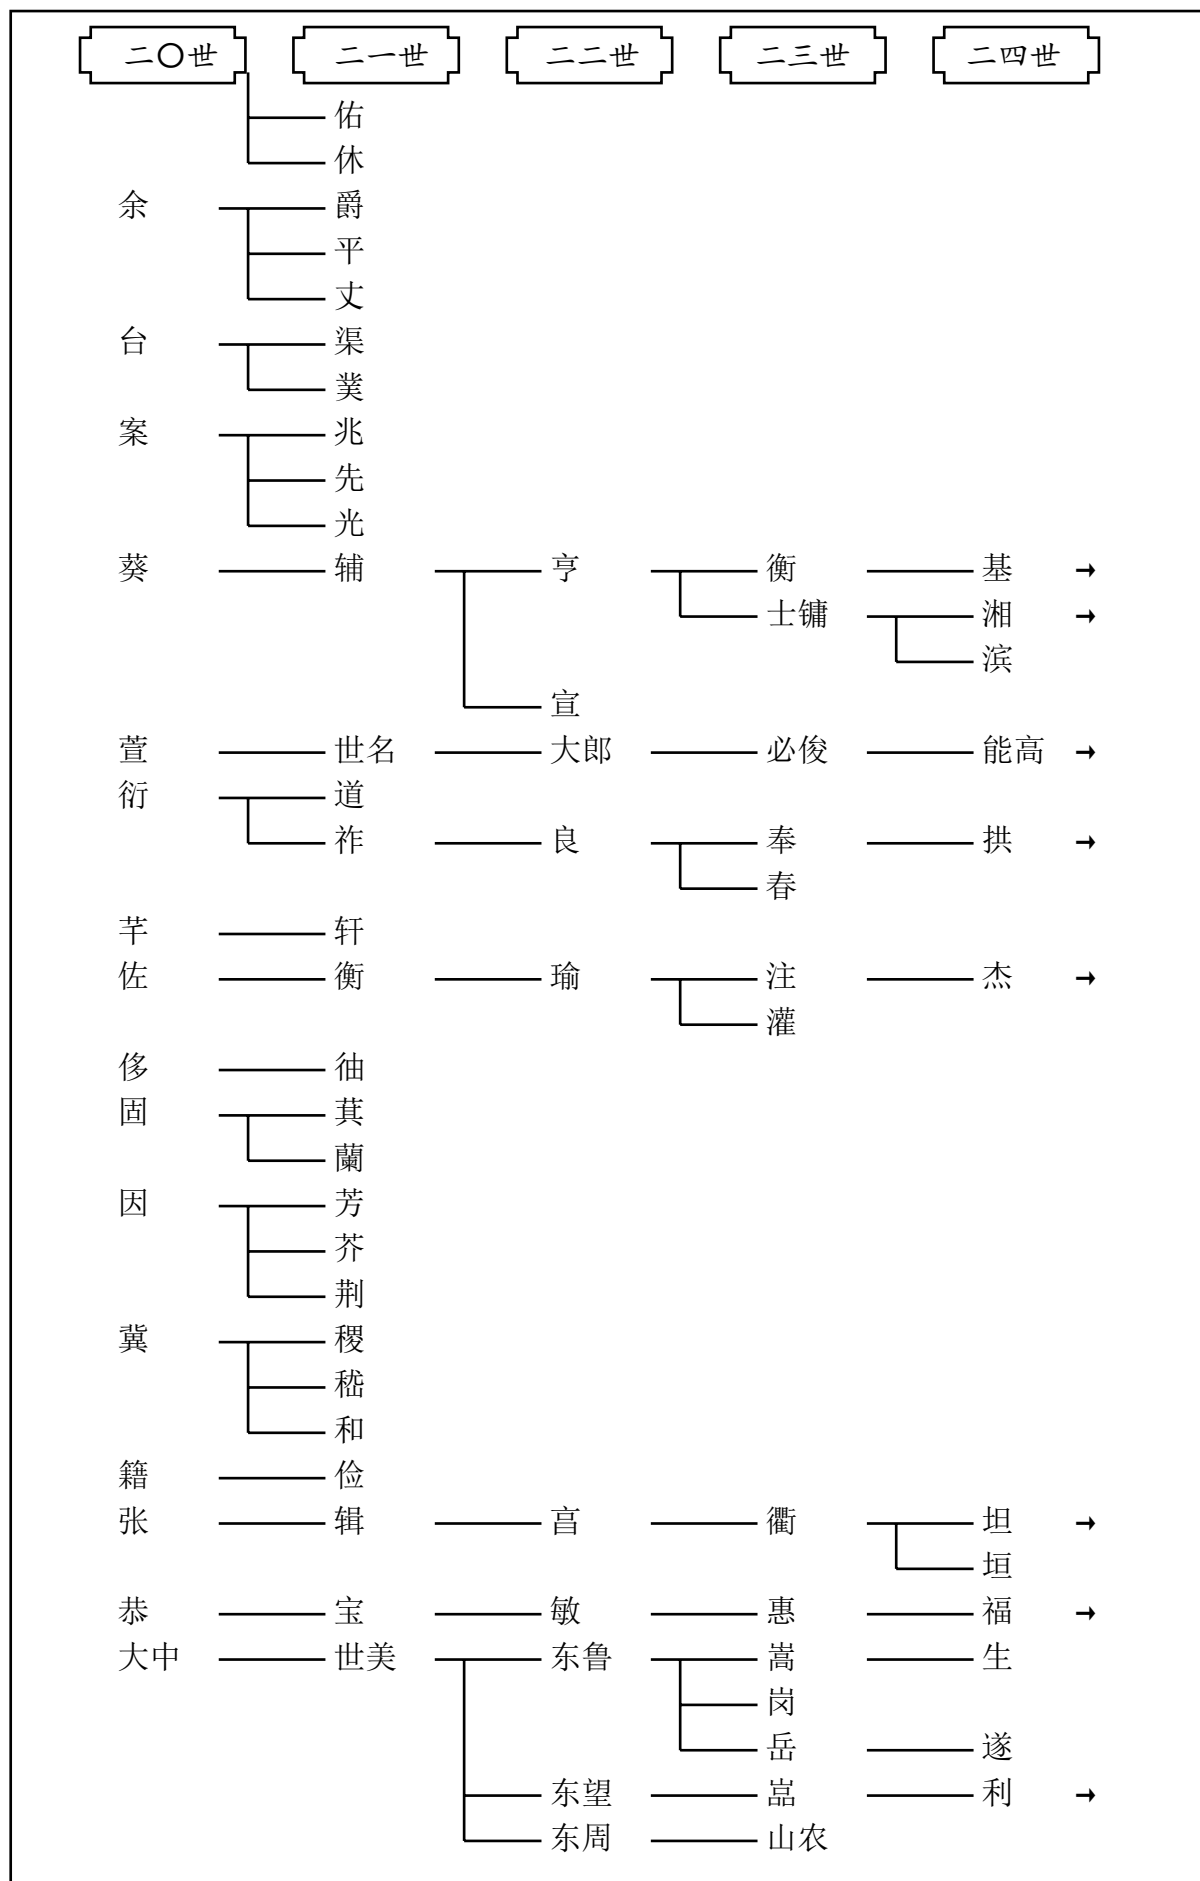 二〇世 二一世 二二世 二三世 二四世
佑
休
余 爵
平
丈
台 渠
龚
案 兆
先
光
葵 辅 亨 衡 基 →
士镛 湘 →
滨
宣
萱 世名 大郎 必俊 能高 →
衍 道
祚 良 奉 拱 →
春
芊 轩
佐 衡 瑜 注 杰 →
灌
侈 䄂
固 萁
蘭
因 芳
芥
荆
冀 稷
嵇
和
籍 俭
张 辑 亯 衢 坦 →
垣
恭 宝 敏 惠 福 →
大中 世美 东鲁 嵩 生
岗
岳 遂
东望 嵓 利 →
东周 山农